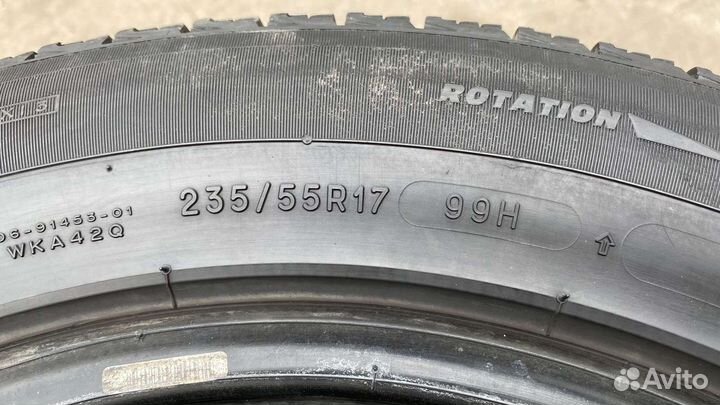 ROTATION
235/55R17 99H
06-91453-01
WKA42Q
Avito